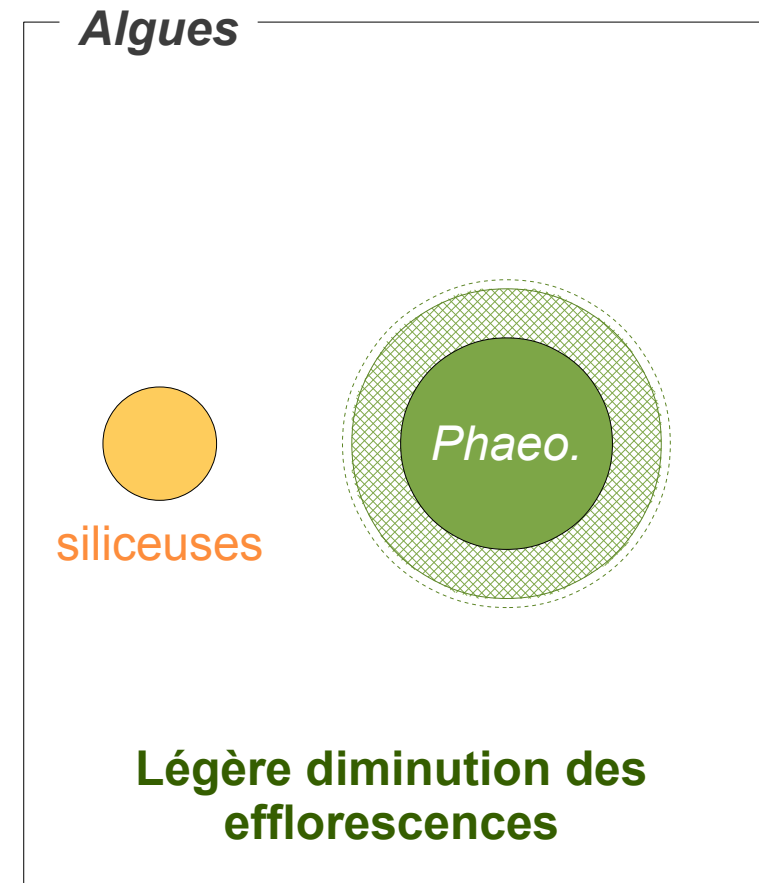 Algues
Phaeo.
siliceuses
Légère diminution des
efflorescences